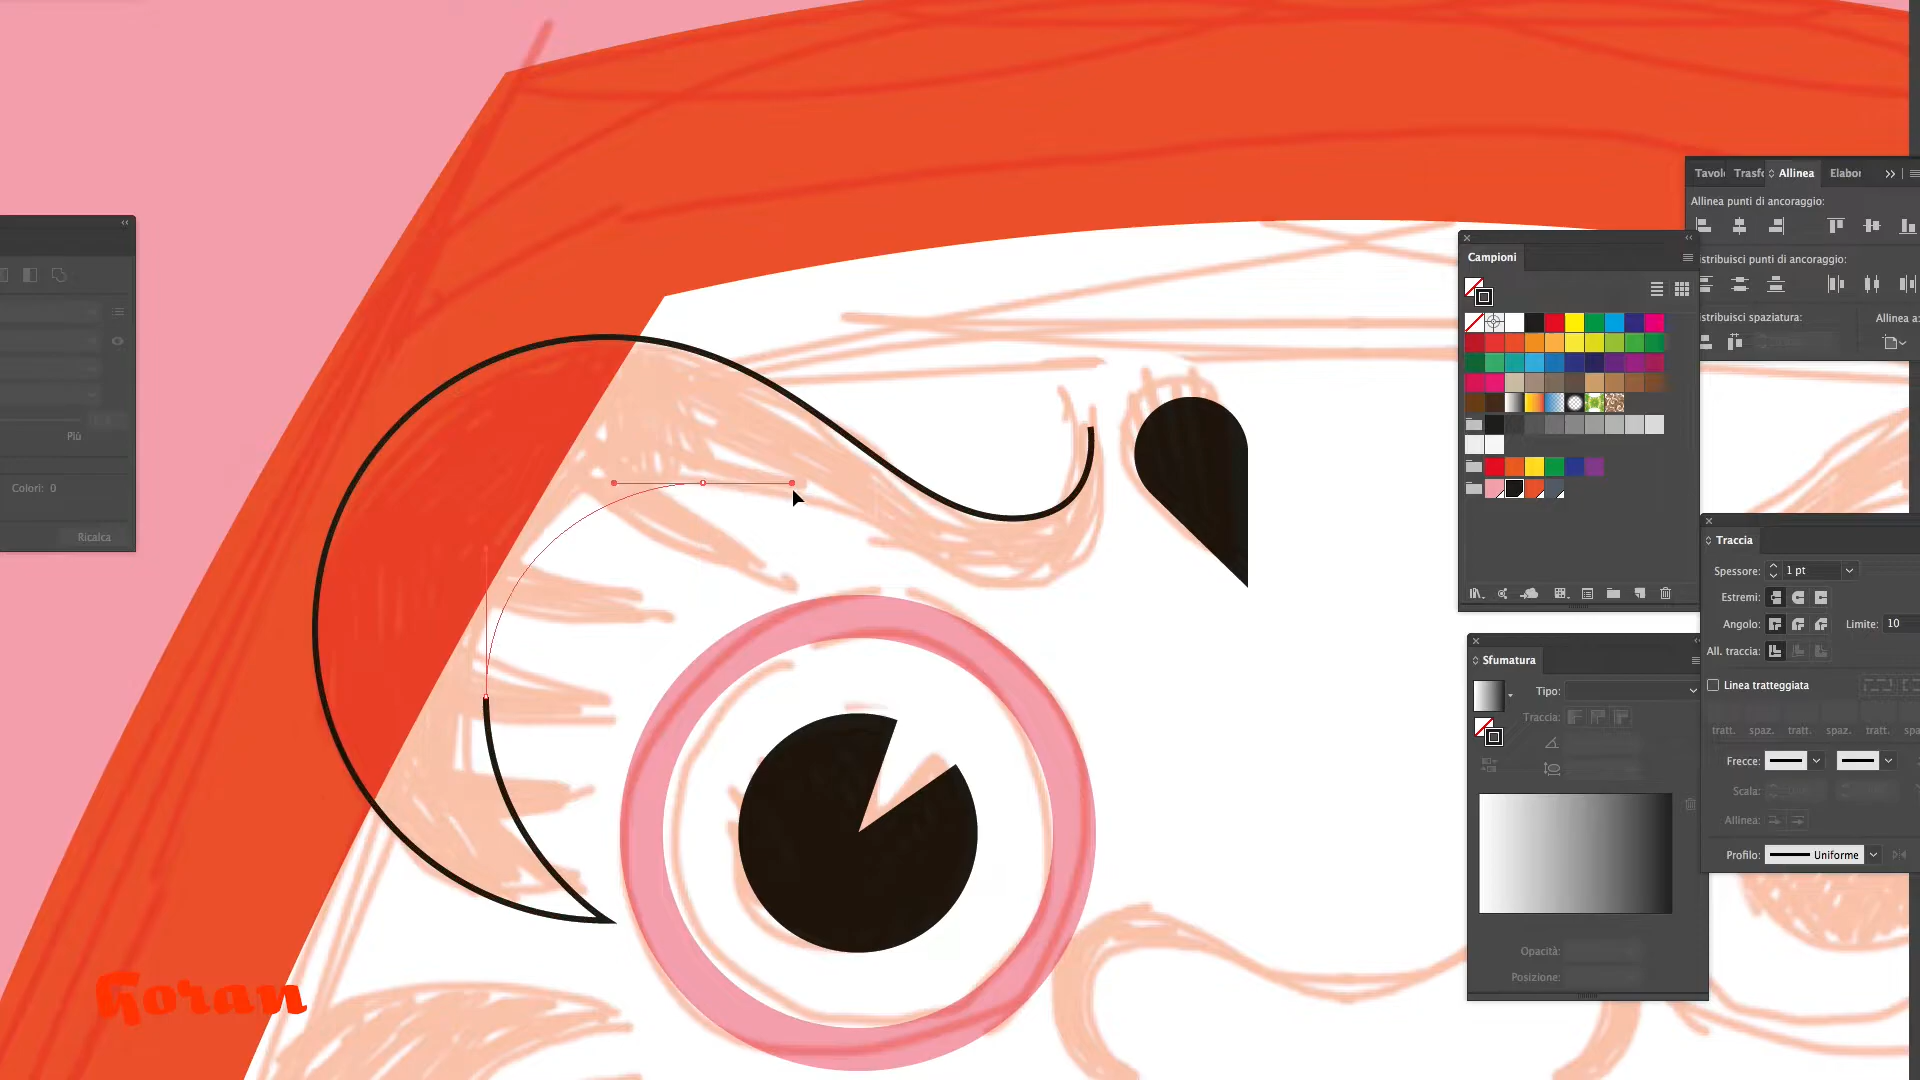 Tavol Trasfo Allinea Elabor
Allinea punti di ancoraggio:
istribuisci punti di ancoraggio:
istribuisci spaziatura: Allinea a:
Campioni
Più
Colori: 0
Ricalca
Traccia
Spessore: 1 pt
Estremi:
Angolo: Limite: 10
All. traccia:
Linea tratteggiata
tratt. spaz. tratt. spaz. tratt. spa
Frecce:
Scala:
Allinea:
Profilo: Uniforme
Sfumatura
Tipo:
Traccia:
Opacità:
Posizione:
Horan